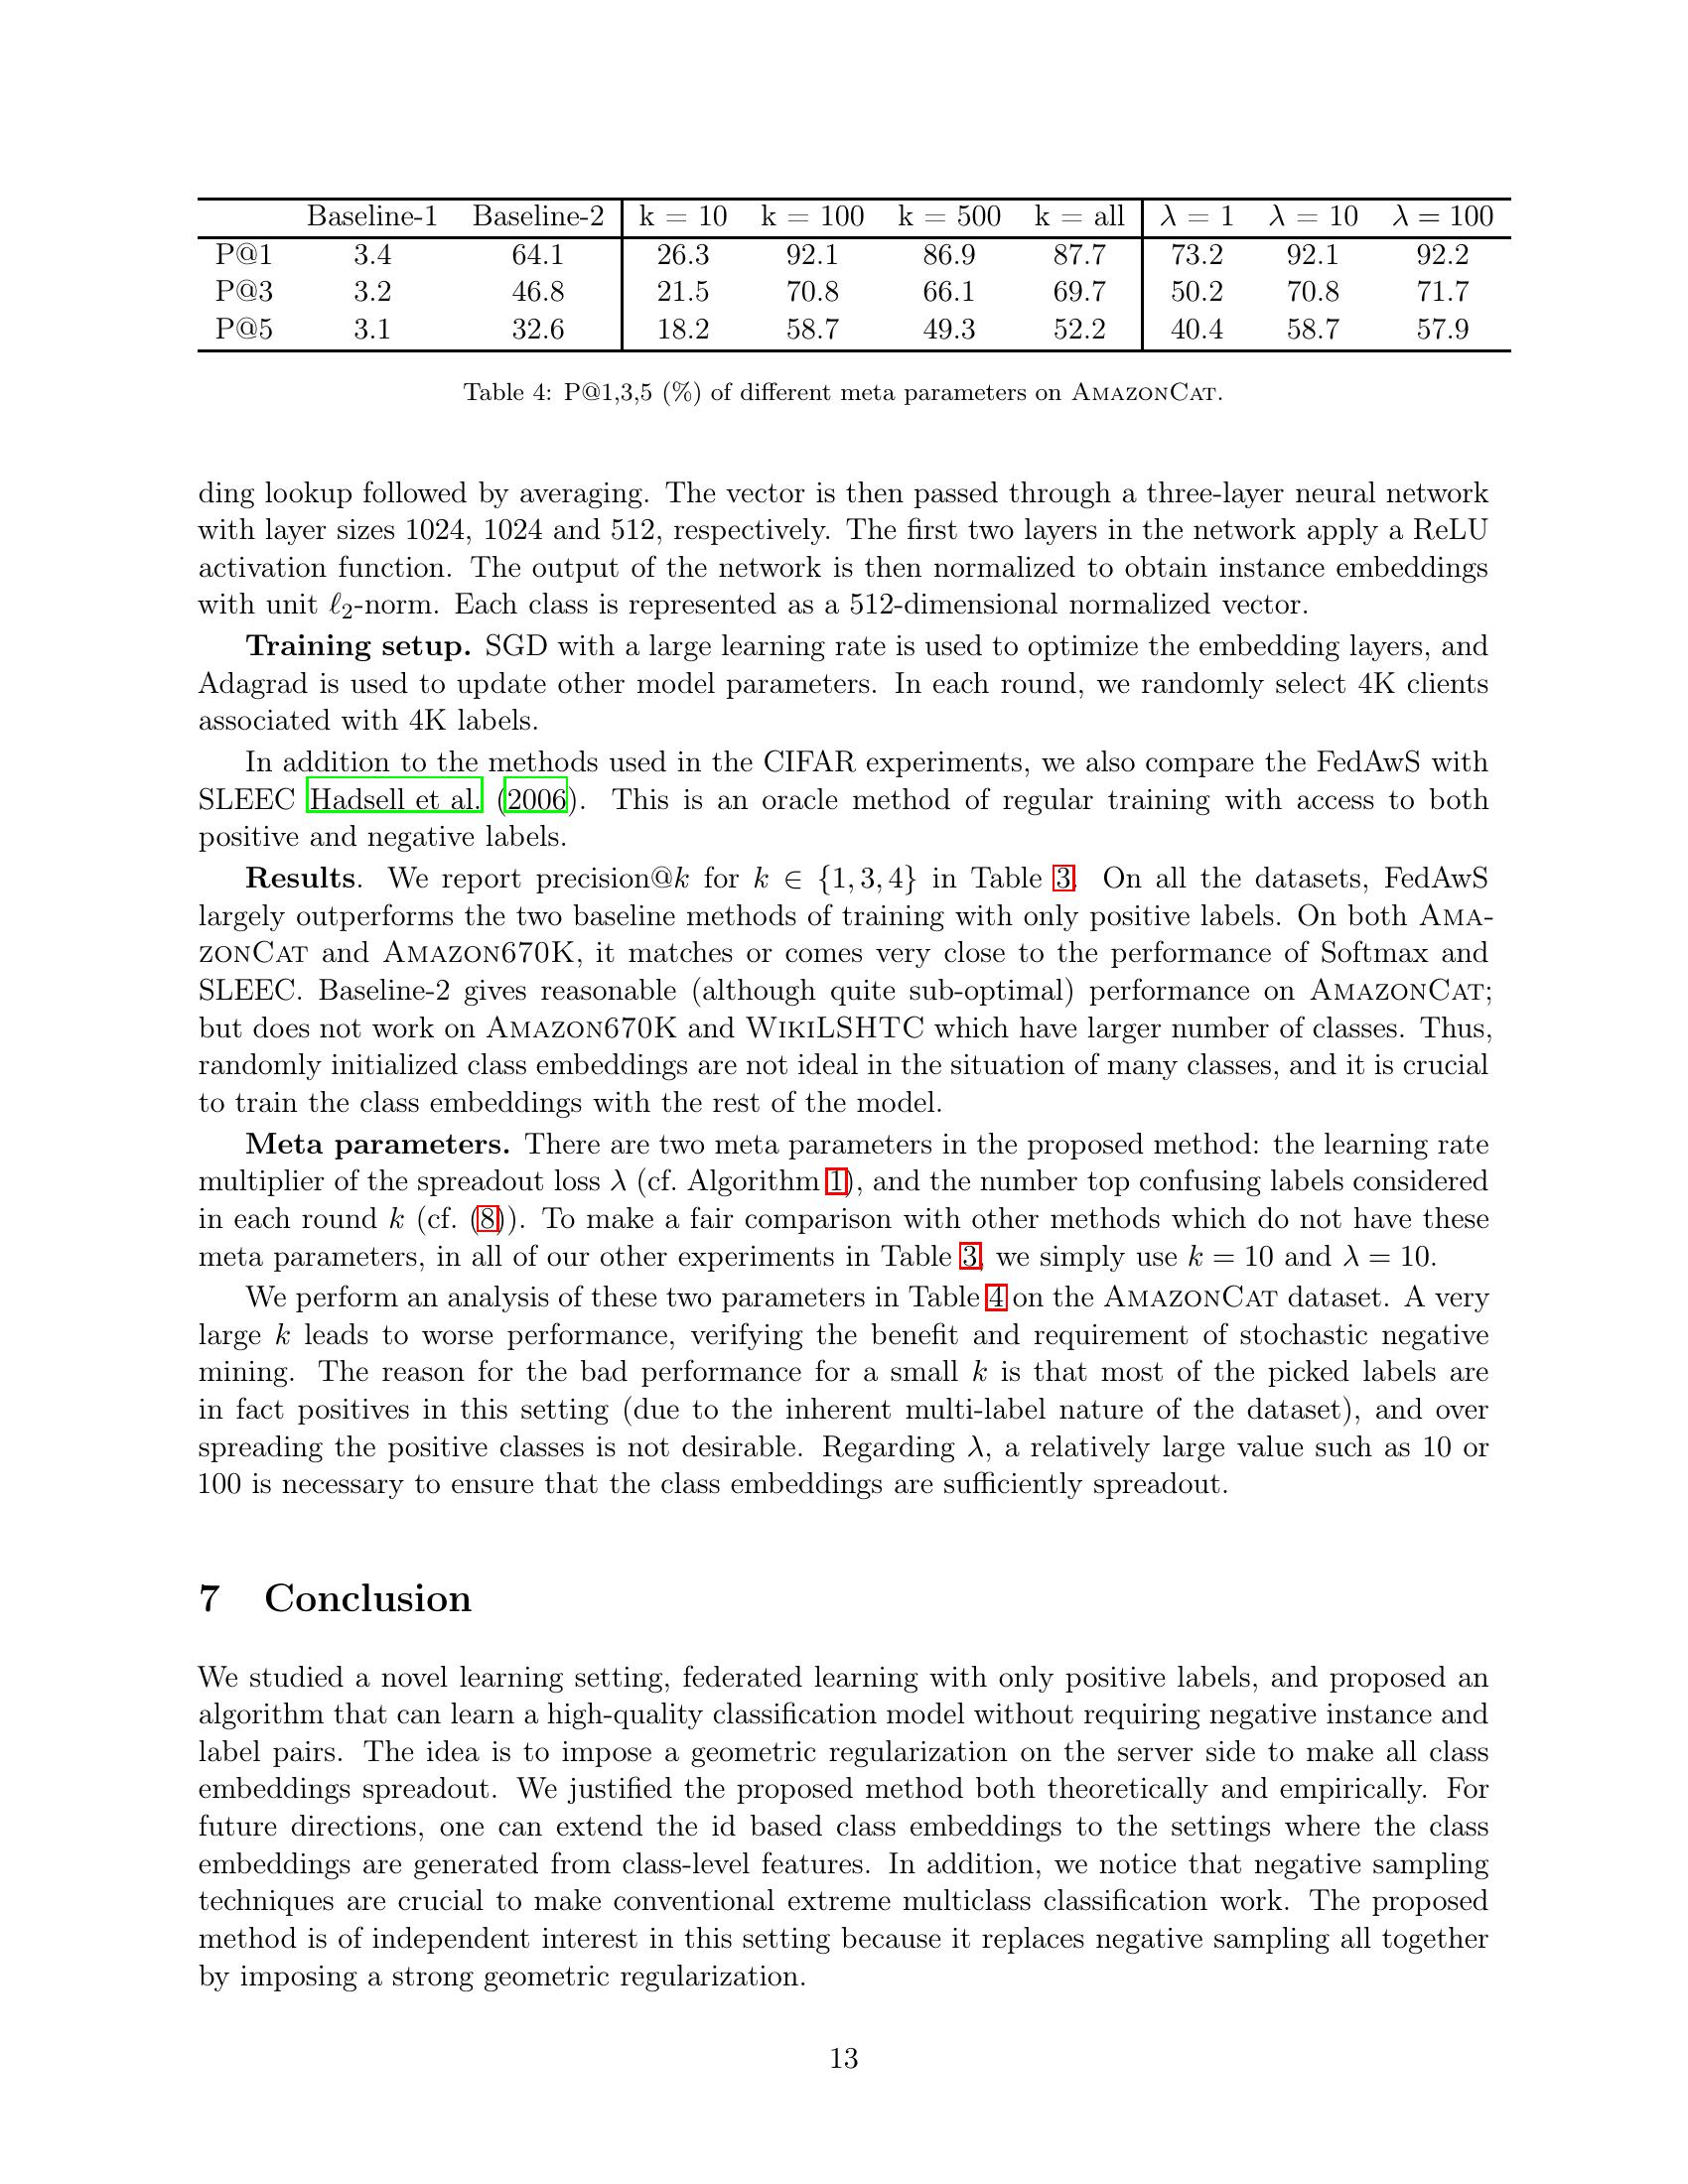 Baseline-1 Baseline-2 k = 10 k = 100 k = 500 k = all λ = 1 λ = 10 λ = 100
P@1 3.4 64.1 26.3 92.1 86.9 87.7 73.2 92.1 92.2
P@3 3.2 46.8 21.5 70.8 66.1 69.7 50.2 70.8 71.7
P@5 3.1 32.6 18.2 58.7 49.3 52.2 40.4 58.7 57.9
Table 4: P@1,3,5 (%) of different meta parameters on AMAZONCAT.
ding lookup followed by averaging. The vector is then passed through a three-layer neural network
with layer sizes 1024, 1024 and 512, respectively. The first two layers in the network apply a ReLU
activation function. The output of the network is then normalized to obtain instance embeddings
with unit ℓ₂-norm. Each class is represented as a 512-dimensional normalized vector.
Training setup. SGD with a large learning rate is used to optimize the embedding layers, and
Adagrad is used to update other model parameters. In each round, we randomly select 4K clients
associated with 4K labels.
In addition to the methods used in the CIFAR experiments, we also compare the FedAwS with
SLEEC Hadsell et al. (2006). This is an oracle method of regular training with access to both
positive and negative labels.
Results. We report precision@k for k ∈ {1, 3, 4} in Table 3. On all the datasets, FedAwS
largely outperforms the two baseline methods of training with only positive labels. On both AMA-
ZONCAT and AMAZON670K, it matches or comes very close to the performance of Softmax and
SLEEC. Baseline-2 gives reasonable (although quite sub-optimal) performance on AMAZONCAT;
but does not work on AMAZON670K and WIKILSHTC which have larger number of classes. Thus,
randomly initialized class embeddings are not ideal in the situation of many classes, and it is crucial
to train the class embeddings with the rest of the model.
Meta parameters. There are two meta parameters in the proposed method: the learning rate
multiplier of the spreadout loss λ (cf. Algorithm 1), and the number top confusing labels considered
in each round k (cf. (8)). To make a fair comparison with other methods which do not have these
meta parameters, in all of our other experiments in Table 3, we simply use k = 10 and λ = 10.
We perform an analysis of these two parameters in Table 4 on the AMAZONCAT dataset. A very
large k leads to worse performance, verifying the benefit and requirement of stochastic negative
mining. The reason for the bad performance for a small k is that most of the picked labels are
in fact positives in this setting (due to the inherent multi-label nature of the dataset), and over
spreading the positive classes is not desirable. Regarding λ, a relatively large value such as 10 or
100 is necessary to ensure that the class embeddings are sufficiently spreadout.
7 Conclusion
We studied a novel learning setting, federated learning with only positive labels, and proposed an
algorithm that can learn a high-quality classification model without requiring negative instance and
label pairs. The idea is to impose a geometric regularization on the server side to make all class
embeddings spreadout. We justified the proposed method both theoretically and empirically. For
future directions, one can extend the id based class embeddings to the settings where the class
embeddings are generated from class-level features. In addition, we notice that negative sampling
techniques are crucial to make conventional extreme multiclass classification work. The proposed
method is of independent interest in this setting because it replaces negative sampling all together
by imposing a strong geometric regularization.
13